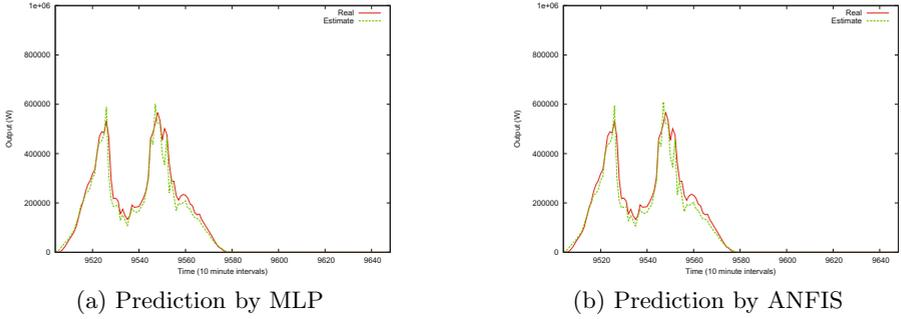 1e+06
800000
600000
400000
200000
0
Output (W)
Real
Estimate
9520 9540 9560 9580 9600 9620 9640
Time (10 minute intervals)
(a) Prediction by MLP
1e+06
800000
600000
400000
200000
0
Output (W)
Real
Estimate
9520 9540 9560 9580 9600 9620 9640
Time (10 minute intervals)
(b) Prediction by ANFIS